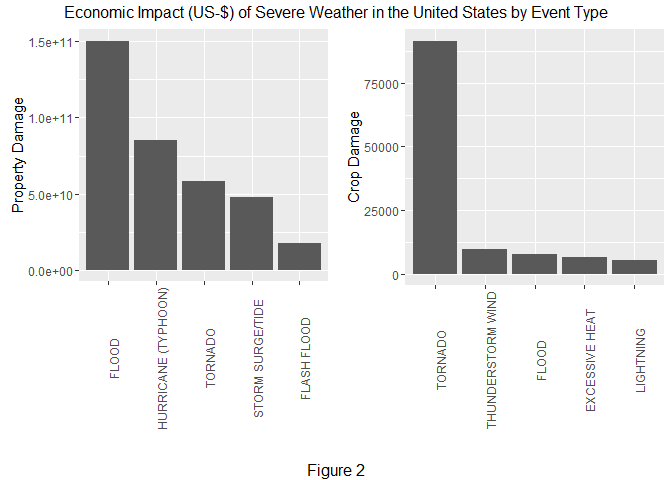 Economic Impact (US-$) of Severe Weather in the United States by Event Type
Property Damage
1.5e+11
1.0e+11
5.0e+10
0.0e+00
FLOOD
HURRICANE (TYPHOON)
TORNADO
STORM SURGE/TIDE
FLASH FLOOD
Crop Damage
75000
50000
25000
0
TORNADO
THUNDERSTORM WIND
FLOOD
EXCESSIVE HEAT
LIGHTNING
Figure 2